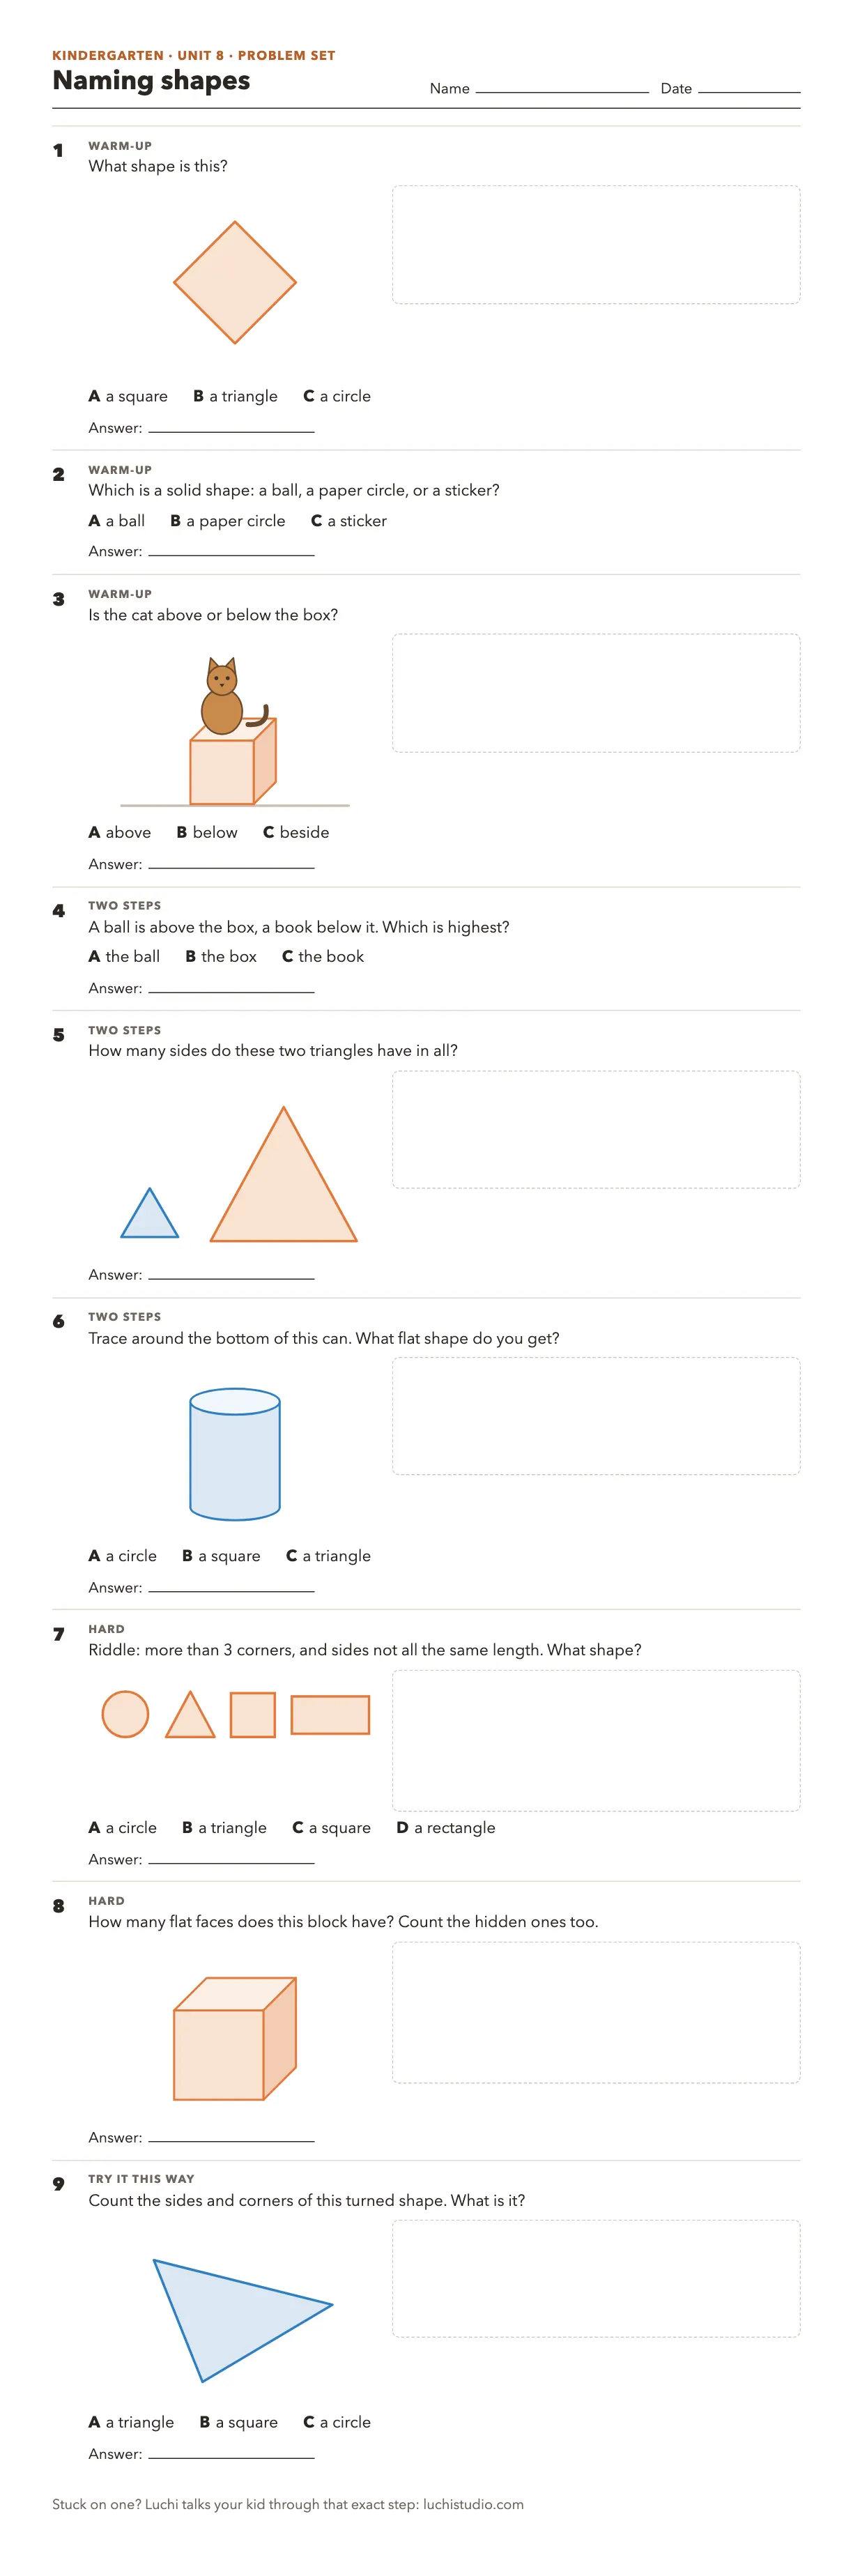 KINDERGARTEN · UNIT 8 · PROBLEM SET
Naming shapes
Name Date
1 WARM-UP
What shape is this?
A a square B a triangle C a circle
Answer:
2 WARM-UP
Which is a solid shape: a ball, a paper circle, or a sticker?
A a ball B a paper circle C a sticker
Answer:
3 WARM-UP
Is the cat above or below the box?
A above B below C beside
Answer:
4 TWO STEPS
A ball is above the box, a book below it. Which is highest?
A the ball B the box C the book
Answer:
5 TWO STEPS
How many sides do these two triangles have in all?
Answer:
6 TWO STEPS
Trace around the bottom of this can. What flat shape do you get?
A a circle B a square C a triangle
Answer:
7 HARD
Riddle: more than 3 corners, and sides not all the same length. What shape?
A a circle B a triangle C a square D a rectangle
Answer:
8 HARD
How many flat faces does this block have? Count the hidden ones too.
Answer:
9 TRY IT THIS WAY
Count the sides and corners of this turned shape. What is it?
A a triangle B a square C a circle
Answer:
Stuck on one? Luchi talks your kid through that exact step: luchistudio.com